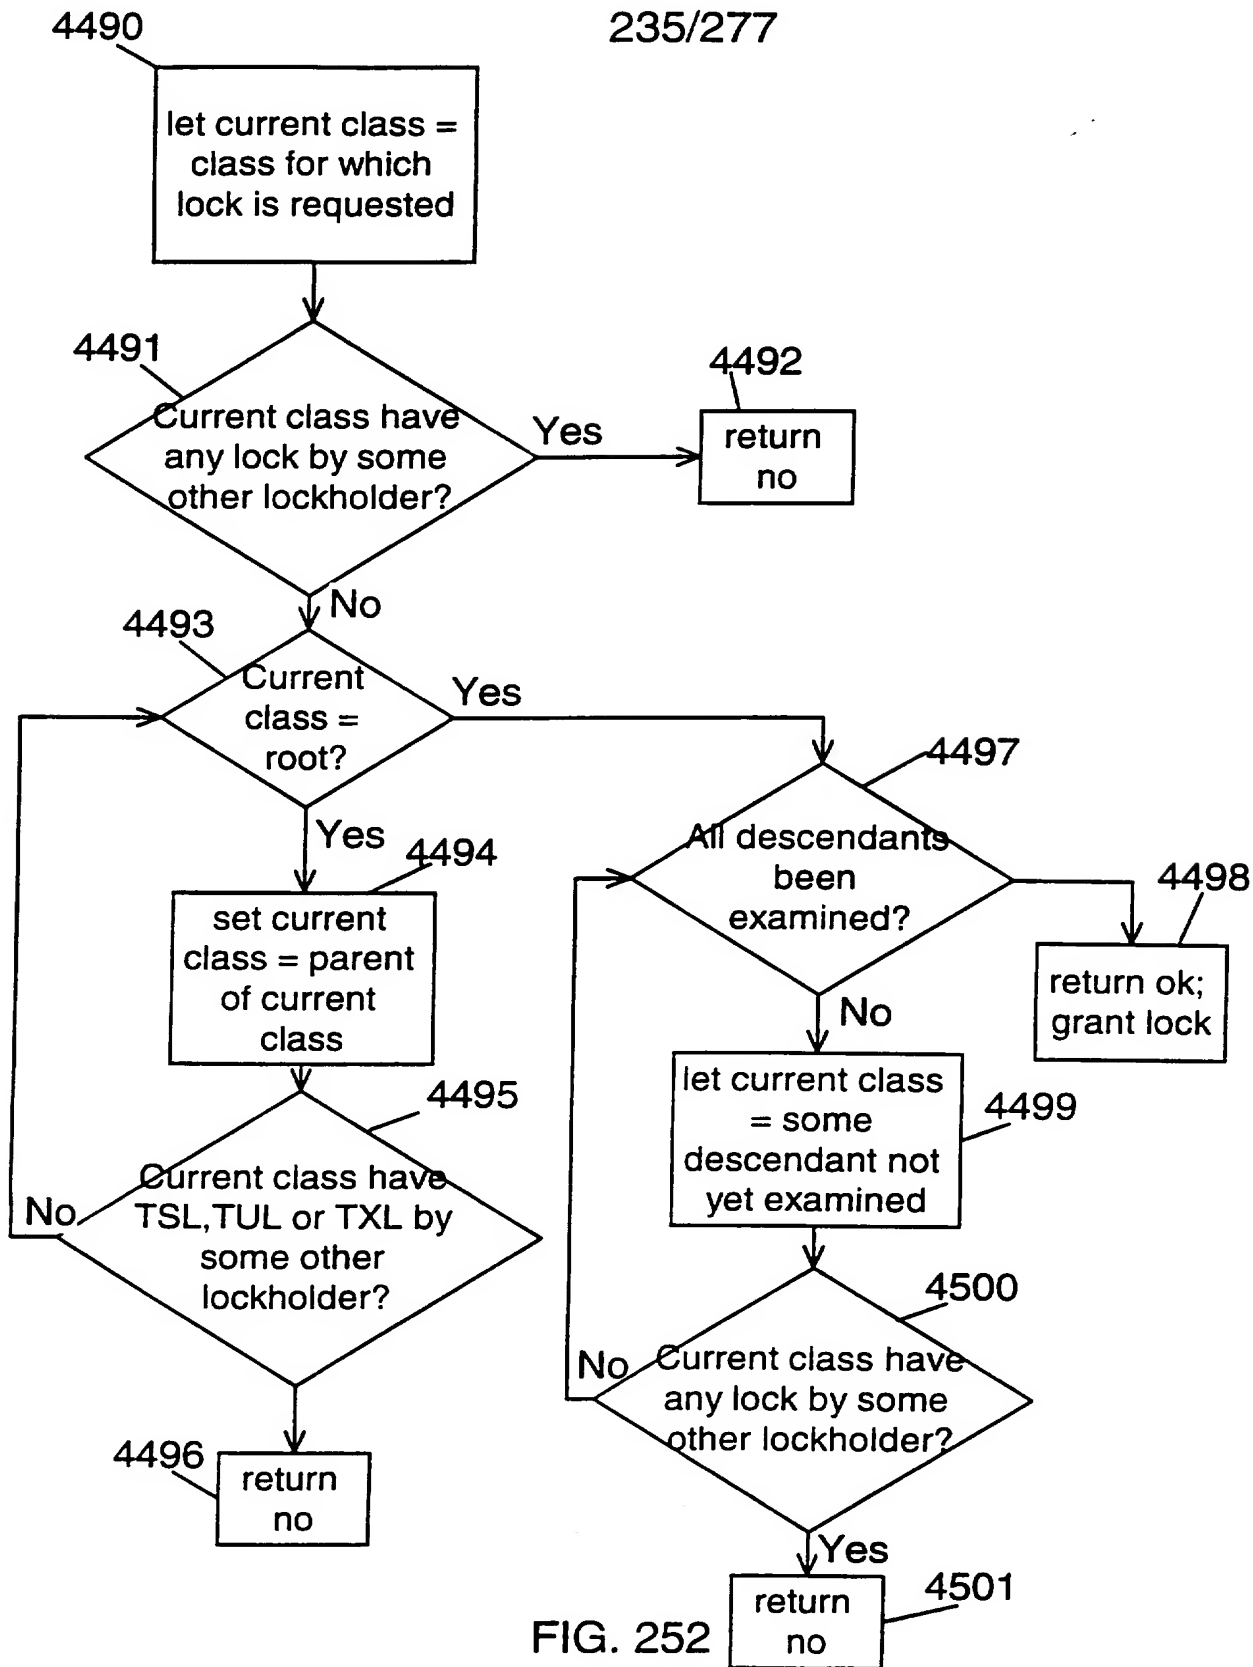 4490
235/277
let current class =
class for which
lock is requested
4491
Current class have
any lock by some
other lockholder?
Yes
4492
return
no
No
4493
Current
class =
root?
Yes
Yes
4494
set current
class = parent
of current
class
4495
Current class have
TSL,TUL or TXL by
some other
lockholder?
No
4496
return
no
4497
All descendants
been
examined?
4498
return ok;
grant lock
No
let current class
= some
descendant not
yet examined
4499
4500
Current class have
any lock by some
other lockholder?
No
Yes
return
no
4501
FIG. 252